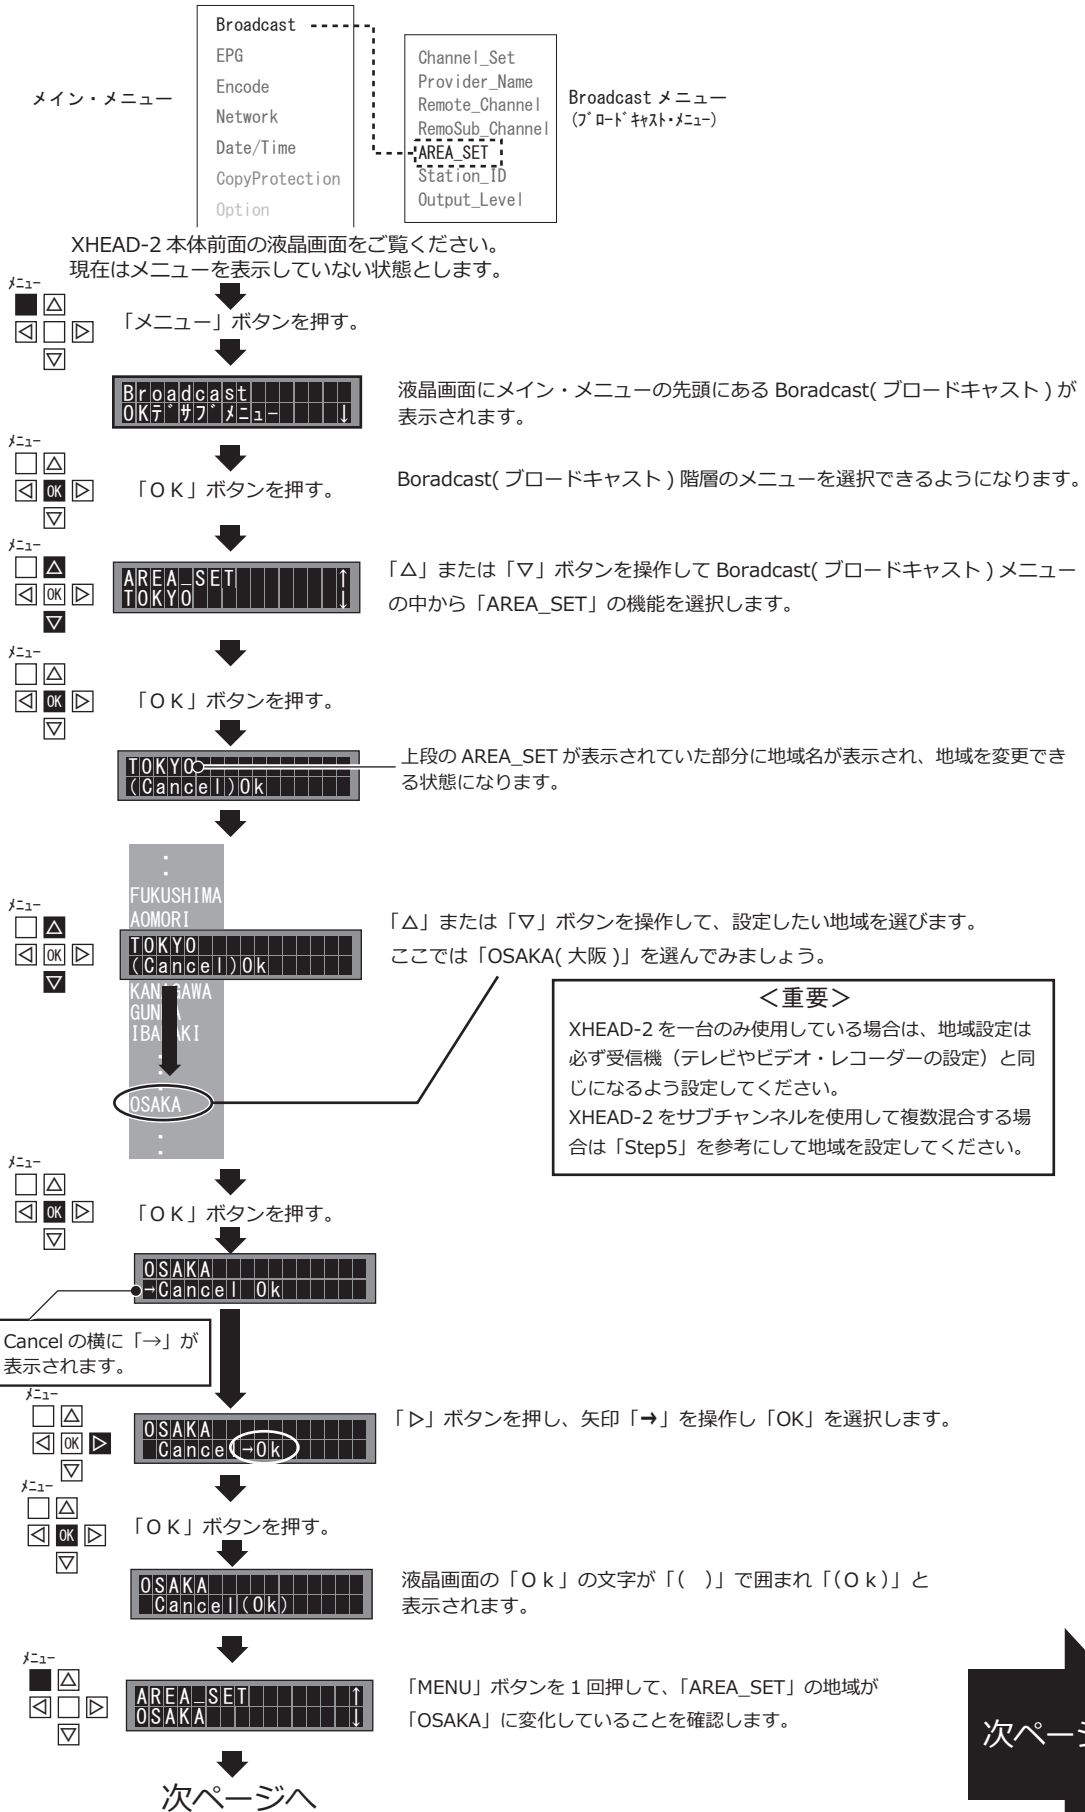 メイン・メニュー
Broadcast
EPG
Encode
Network
Date/Time
CopyProtection
Option
Channel_Set
Provider_Name
Remote_Channel
RemoSub_Channel
AREA_SET
Station_ID
Output_Level
Broadcast メニュー
(ブロードキャスト・メニュー)
XHEAD-2 本体前面の液晶画面をご覧ください。
現在はメニューを表示していない状態とします。
メニュー
「メニュー」ボタンを押す。
Broadcast
OKデサブメニュー ↓
液晶画面にメイン・メニューの先頭にある Boradcast( ブロードキャスト ) が
表示されます。
メニュー
OK
「OK」ボタンを押す。
Boradcast( ブロードキャスト ) 階層のメニューを選択できるようになります。
メニュー
OK
AREA_SET ↑
TOKYO ↓
「△」または「▽」ボタンを操作して Boradcast( ブロードキャスト ) メニュー
の中から「AREA_SET」の機能を選択します。
メニュー
OK
「OK」ボタンを押す。
TOKYO
(Cancel)Ok
上段の AREA_SET が表示されていた部分に地域名が表示され、地域を変更でき
る状態になります。
:
FUKUSHIMA
AOMORI
メニュー
OK
TOKYO
(Cancel)Ok
「△」または「▽」ボタンを操作して、設定したい地域を選びます。
ここでは「OSAKA( 大阪 )」を選んでみましょう。
:
OSAKA
:
＜重要＞
XHEAD-2 を一台のみ使用している場合は、地域設定は
必ず受信機（テレビやビデオ・レコーダーの設定）と同
じになるよう設定してください。
XHEAD-2 をサブチャンネルを使用して複数混合する場
合は「Step5」を参考にして地域を設定してください。
メニュー
OK
「OK」ボタンを押す。
OSAKA
→Cancel Ok
Cancel の横に「→」が
表示されます。
メニュー
OK
OSAKA
Cancel→Ok
「▷」ボタンを押し、矢印「→」を操作し「OK」を選択します。
メニュー
OK
「OK」ボタンを押す。
OSAKA
Cancel(Ok)
液晶画面の「Ok」の文字が「(　)」で囲まれ「(Ok)」と
表示されます。
メニュー
AREA_SET ↑
OSAKA ↓
「MENU」ボタンを 1 回押して、「AREA_SET」の地域が
「OSAKA」に変化していることを確認します。
次ページへ
次ページ